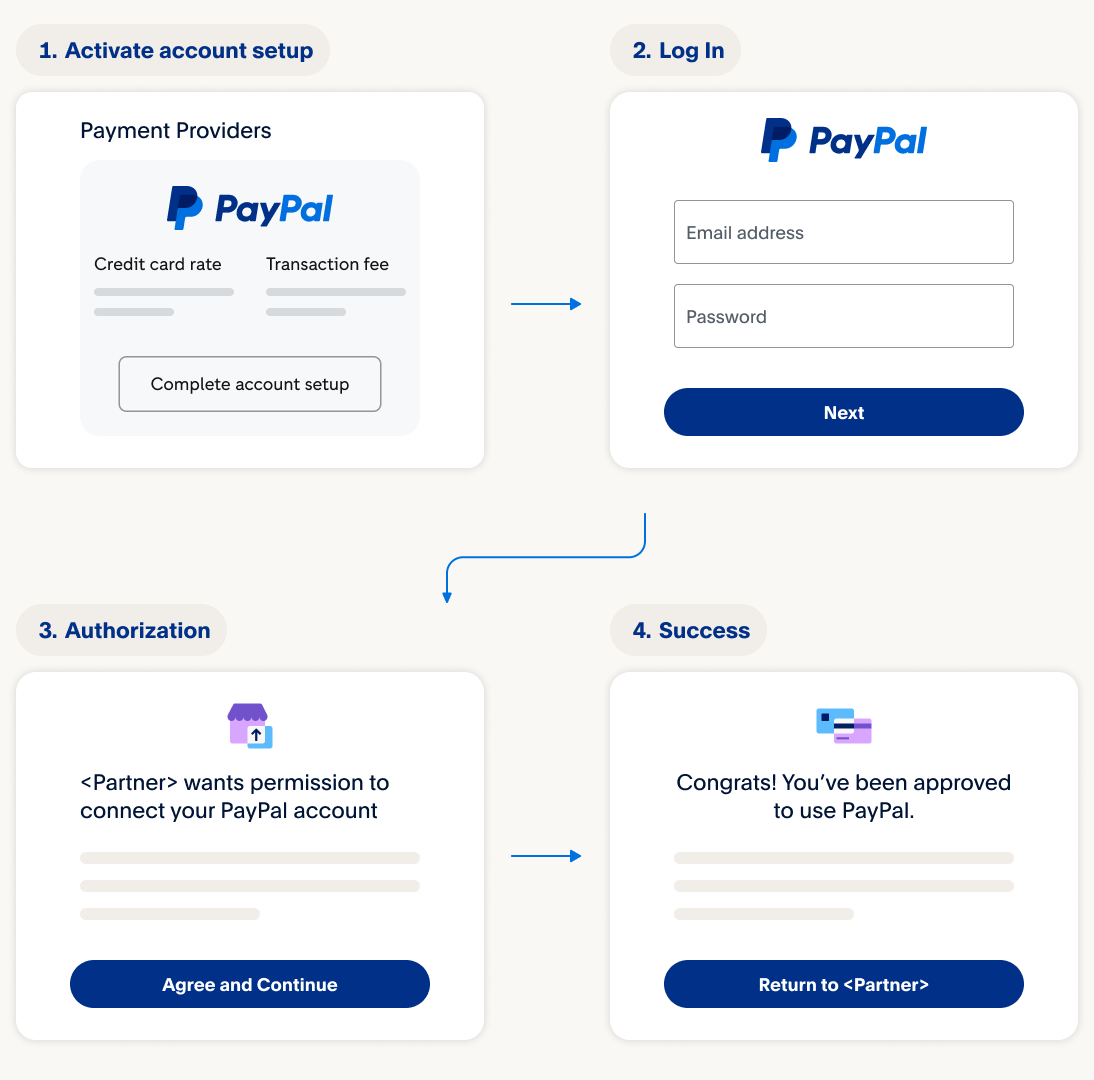 1. Activate account setup
Payment Providers
PayPal
Credit card rate
Transaction fee
Complete account setup
2. Log In
PayPal
Email address
Password
Next
3. Authorization
<Partner> wants permission to
connect your PayPal account
Agree and Continue
4. Success
Congrats! You’ve been approved
to use PayPal.
Return to <Partner>